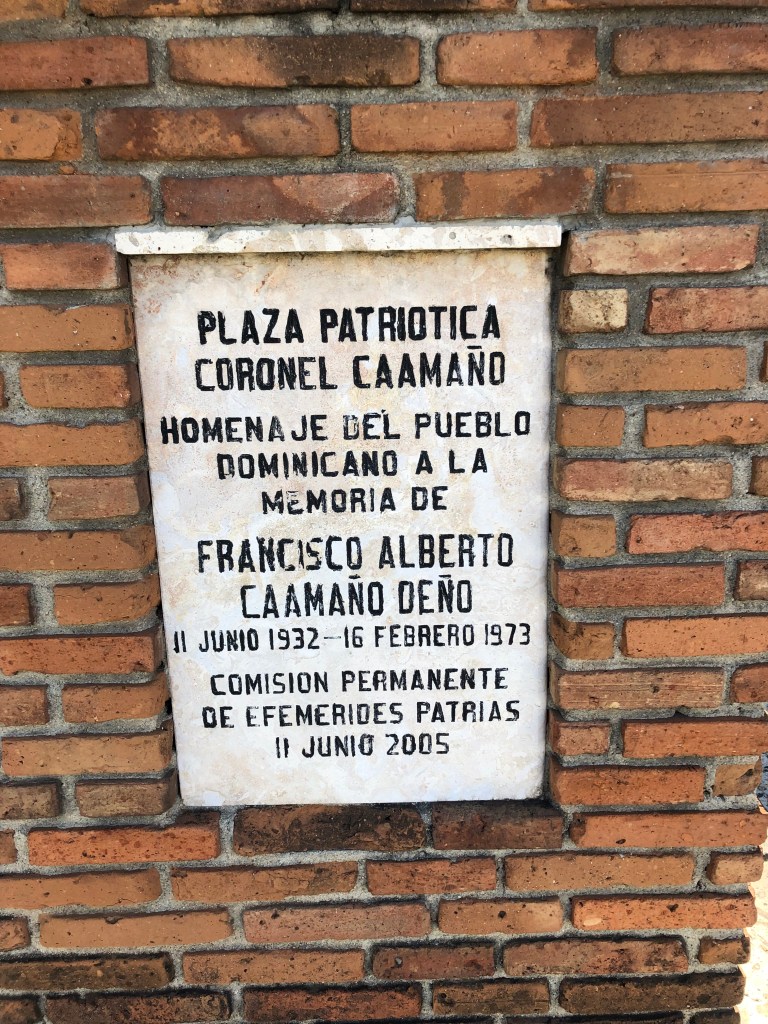 PLAZA PATRIOTICA
CORONEL CAAMAÑO
HOMENAJE DEL PUEBLO
DOMINICANO A LA
MEMORIA DE
FRANCISCO ALBERTO
CAAMAÑO DEÑO
11 JUNIO 1932-16 FEBRERO 1973
COMISION PERMANENTE
DE EFEMERIDES PATRIAS
11 JUNIO 2005